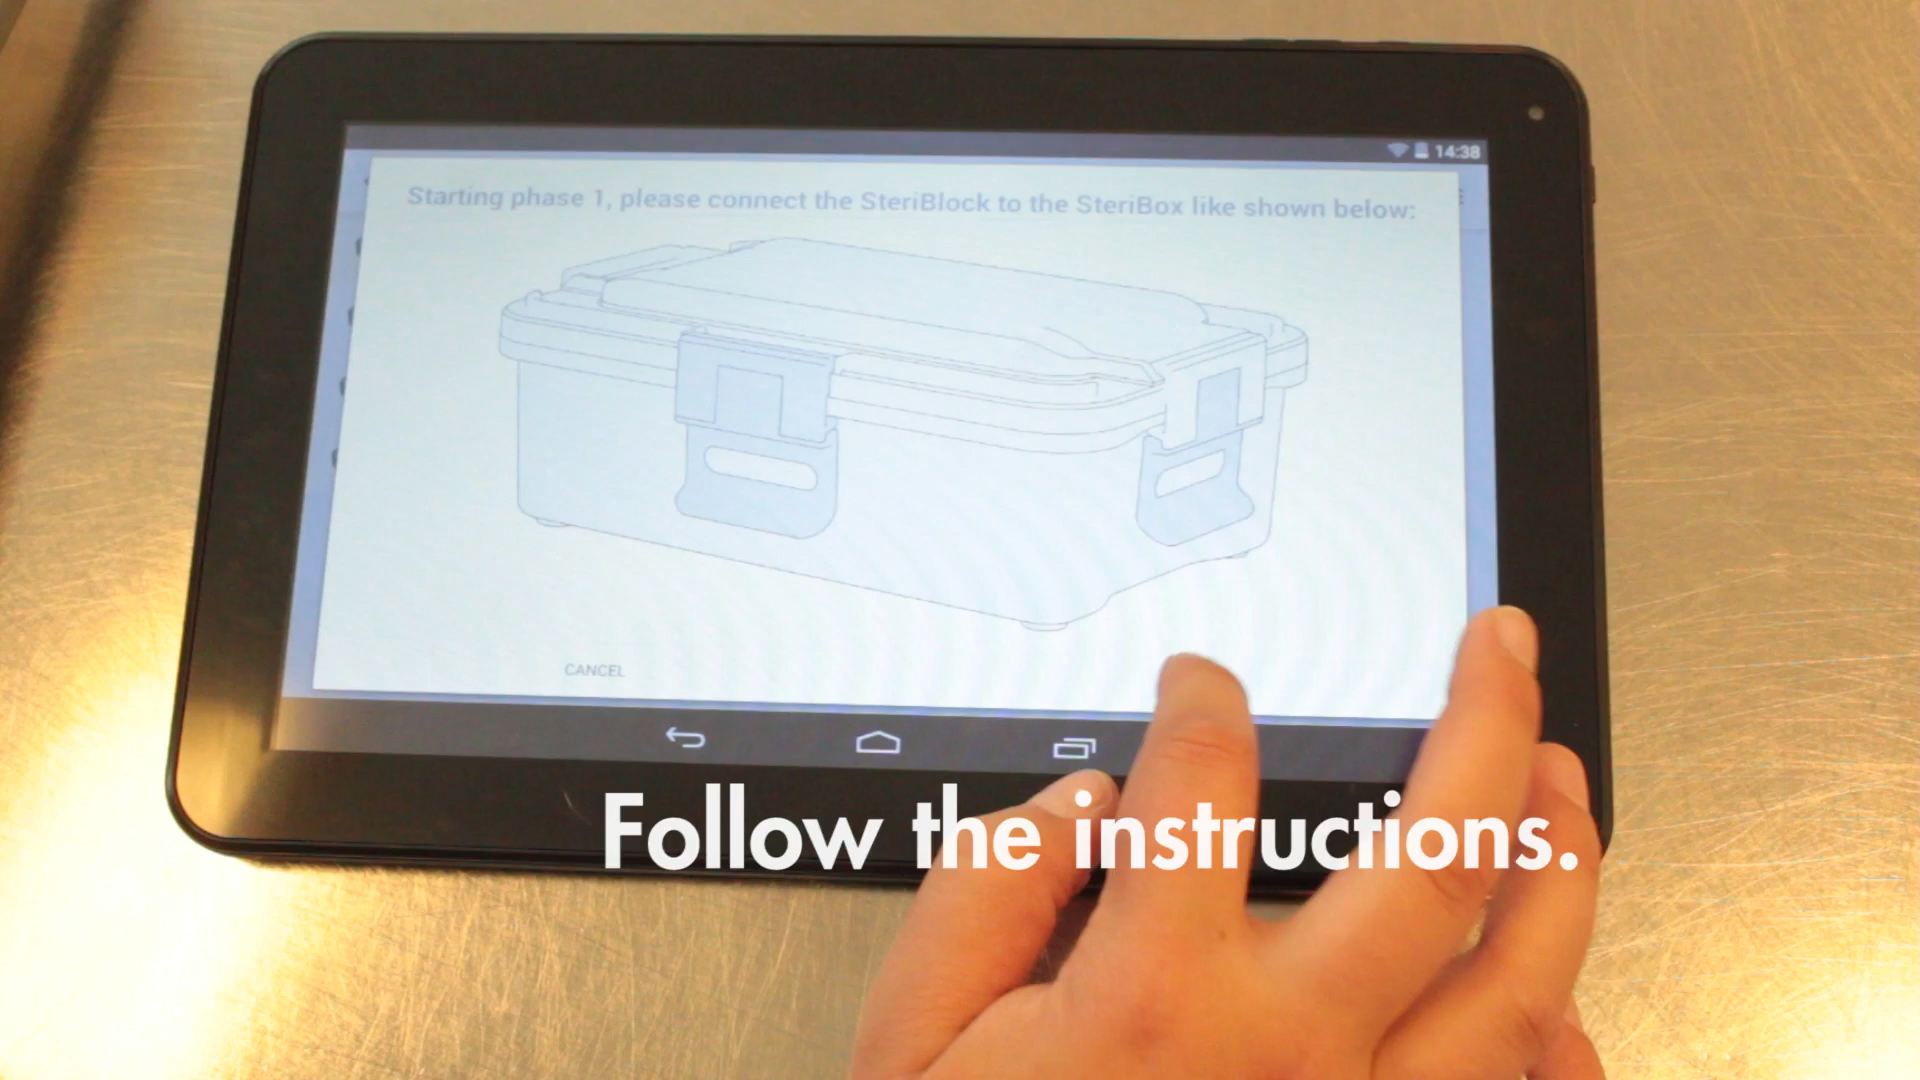 14:38
Starting phase 1, please connect the SteriBlock to the SteriBox like shown below:
CANCEL
Follow the instructions.